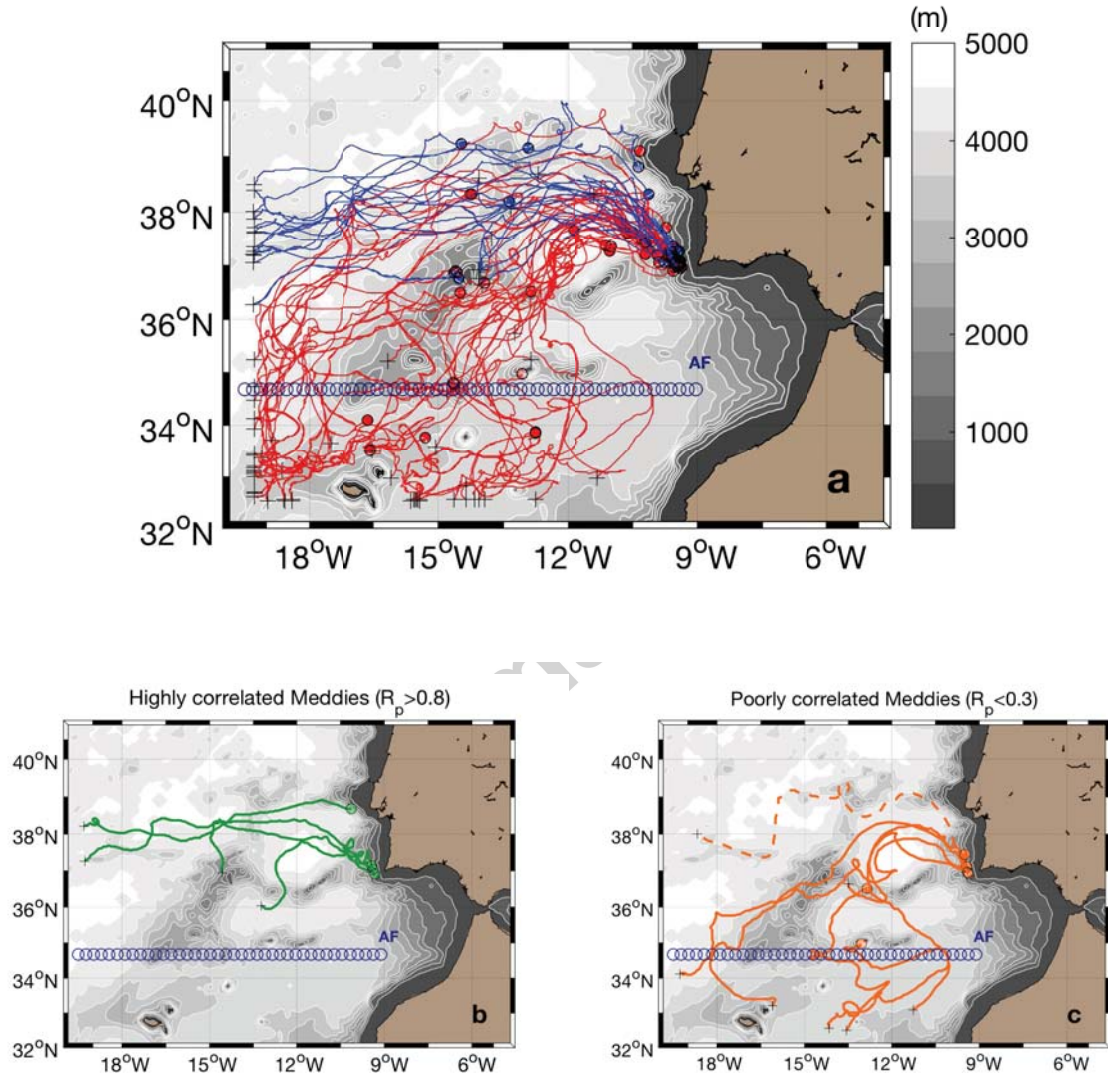 (m)
5000
4000
3000
2000
1000
40°N
38°N
36°N
34°N
32°N
AF
a
18°W 15°W 12°W 9°W 6°W
Highly correlated Meddies (Rp>0.8)
40°N
38°N
36°N
34°N
32°N
AF
b
18°W 15°W 12°W 9°W 6°W
Poorly correlated Meddies (Rp<0.3)
40°N
38°N
36°N
34°N
32°N
AF
c
18°W 15°W 12°W 9°W 6°W